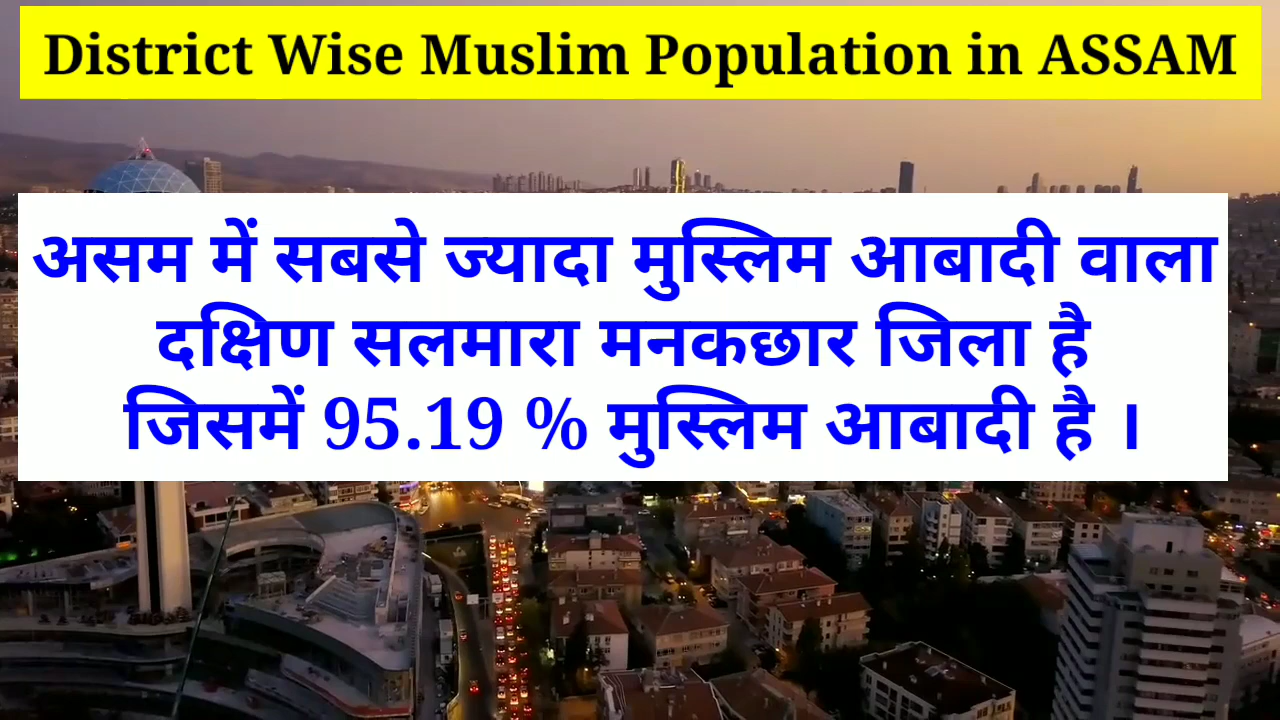 District Wise Muslim Population in ASSAM
असम में सबसे ज्यादा मुस्लिम आबादी वाला
दक्षिण सलमारा मनकछार जिला है
जिसमें 95.19 % मुस्लिम आबादी है ।